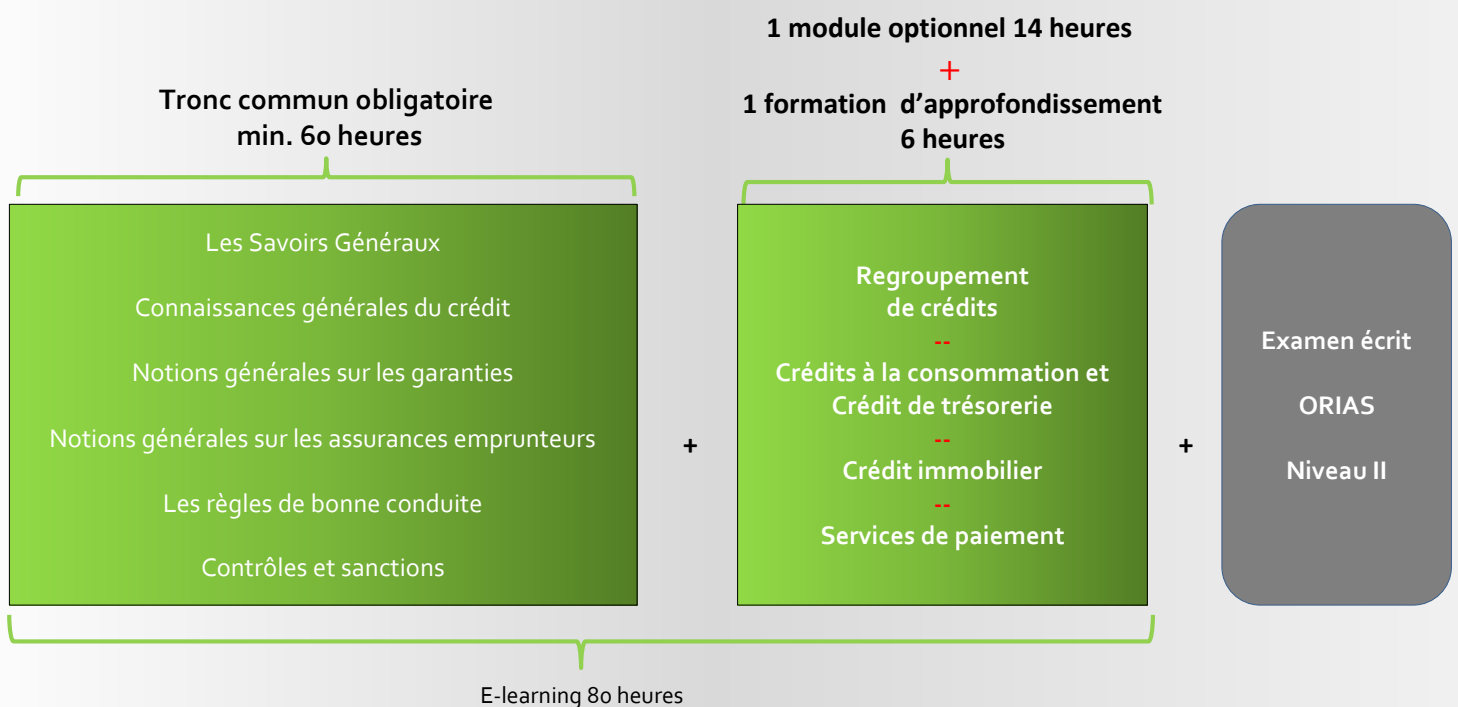 Tronc commun obligatoire
min. 60 heures
Les Savoirs Généraux
Connaissances générales du crédit
Notions générales sur les garanties
Notions générales sur les assurances emprunteurs
Les règles de bonne conduite
Contrôles et sanctions
+
1 module optionnel 14 heures
+
1 formation d’approfondissement
6 heures
Regroupement
de crédits
--
Crédits à la consommation et
Crédit de trésorerie
--
Crédit immobilier
--
Services de paiement
+
Examen écrit
ORIAS
Niveau II
E-learning 80 heures